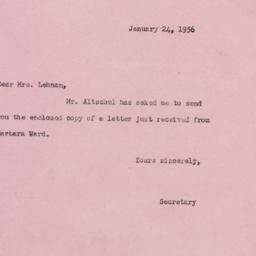 January 24, 1956
Dear Mrs. Lehman,
Mr. Altschul has asked me to send
you the enclosed copy of a letter just received from
Barbara Ward.
Yours sincerely,
Secretary